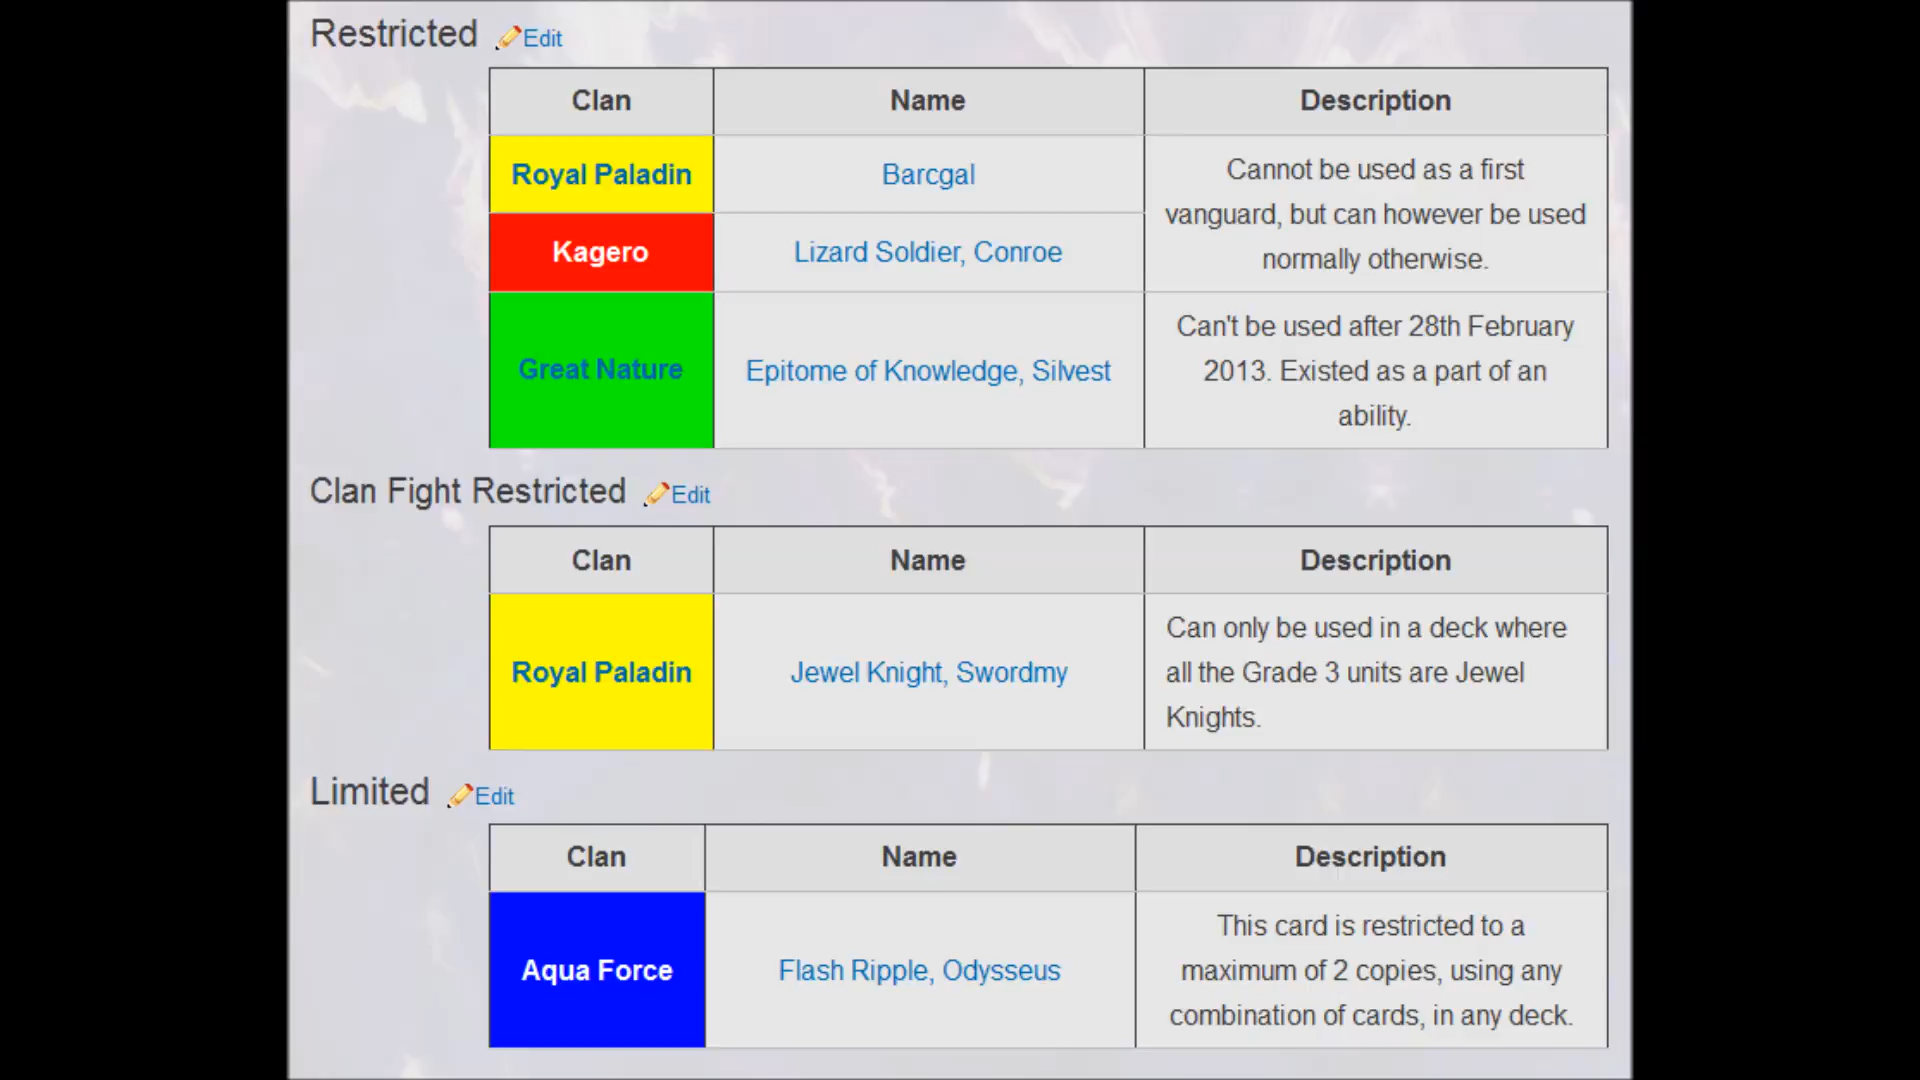 Restricted Edit
Clan Name Description
Royal Paladin Barcgal
Cannot be used as a first
vanguard, but can however be used
normally otherwise.
Kagero Lizard Soldier, Conroe
Great Nature Epitome of Knowledge, Silvest
Can't be used after 28th February
2013. Existed as a part of an
ability.
Clan Fight Restricted Edit
Clan Name Description
Royal Paladin Jewel Knight, Swordmy
Can only be used in a deck where
all the Grade 3 units are Jewel
Knights.
Limited Edit
Clan Name Description
Aqua Force Flash Ripple, Odysseus
This card is restricted to a
maximum of 2 copies, using any
combination of cards, in any deck.